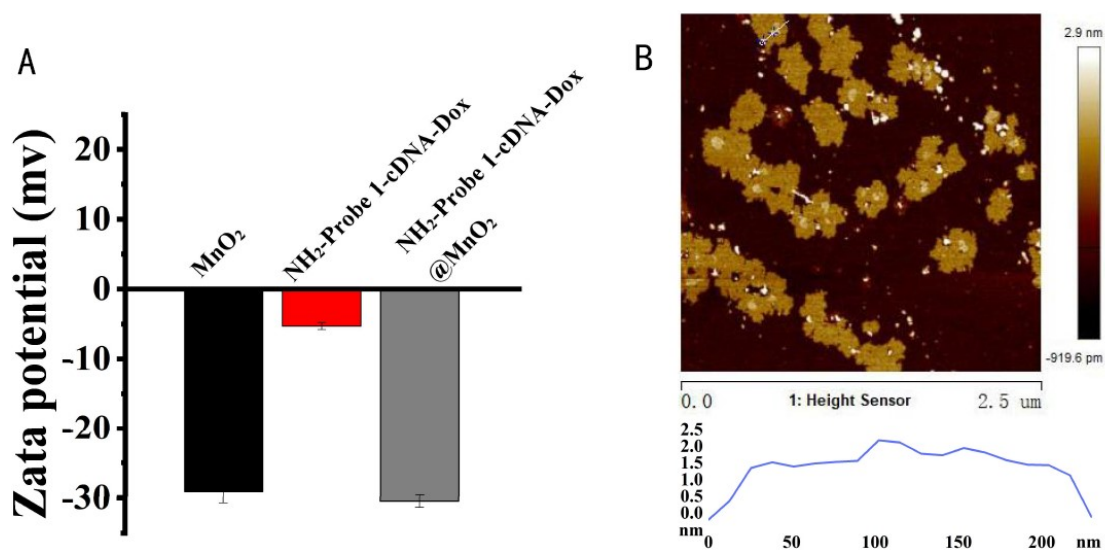 A
Zata potential (mv)
20
10
0
-10
-20
-30
MnO₂
NH₂-Probe 1-cDNA-Dox
NH₂-Probe 1-cDNA-Dox
@MnO₂
B
2.9 nm
-919.6 pm
0.0 1: Height Sensor 2.5 um
2.5
2.0
1.5
1.0
0.5
0.0
nm
0 50 100 150 200 nm